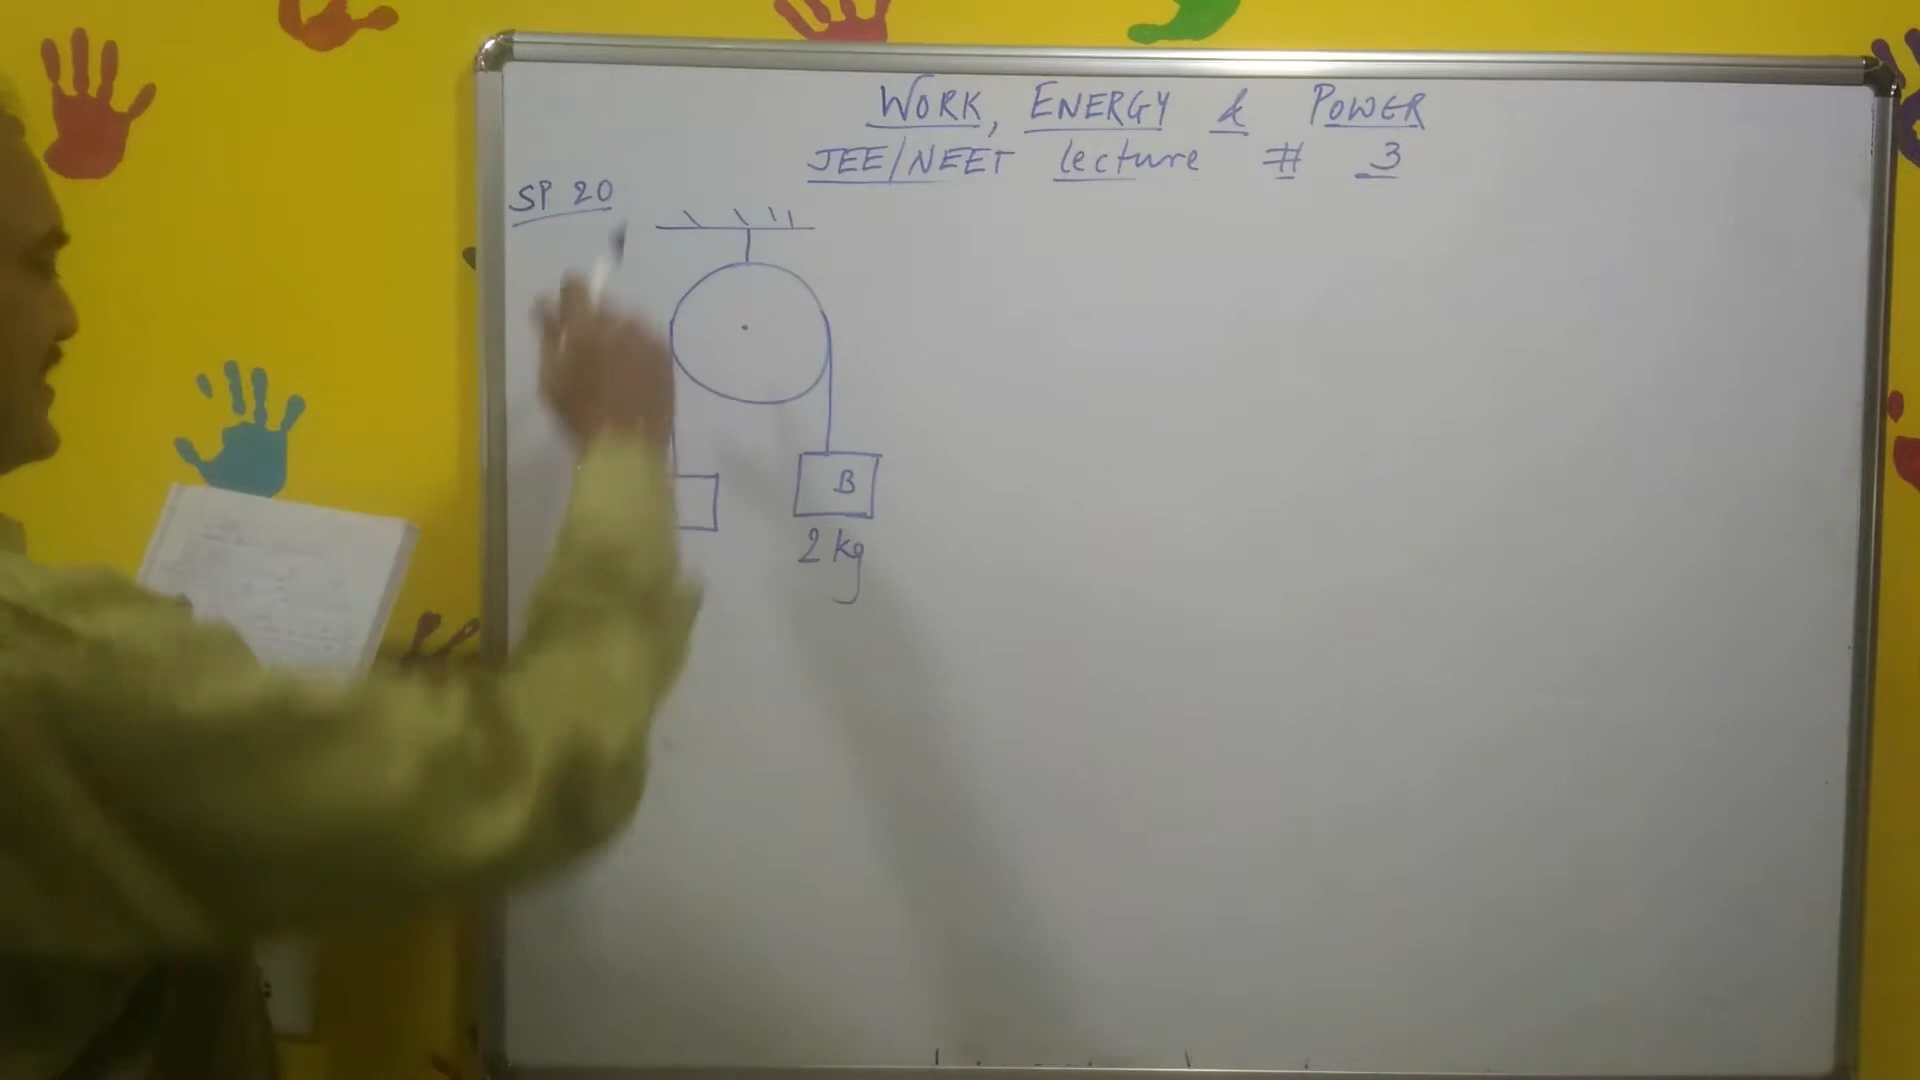 WORK, ENERGY & POWER
JEE/NEET Lecture # 3
SP 20
B
2 kg